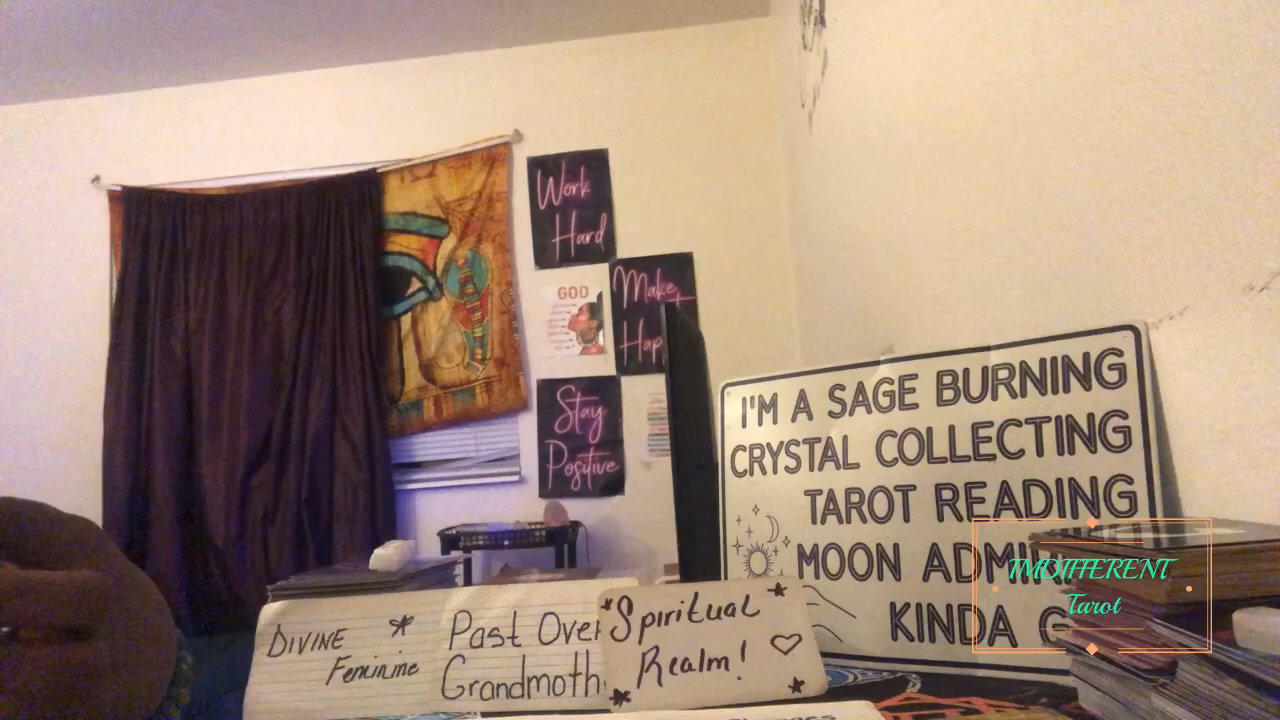 Work
Hard
GOD
Make
Hap
Stay
Positive
I'M A SAGE BURNING
CRYSTAL COLLECTING
TAROT READING
MOON ADMI
KINDA G
DIVINE
Feminine
Past Over
Grandmoth
Spiritual
Realm!
IMDIFFERENT
Tarot